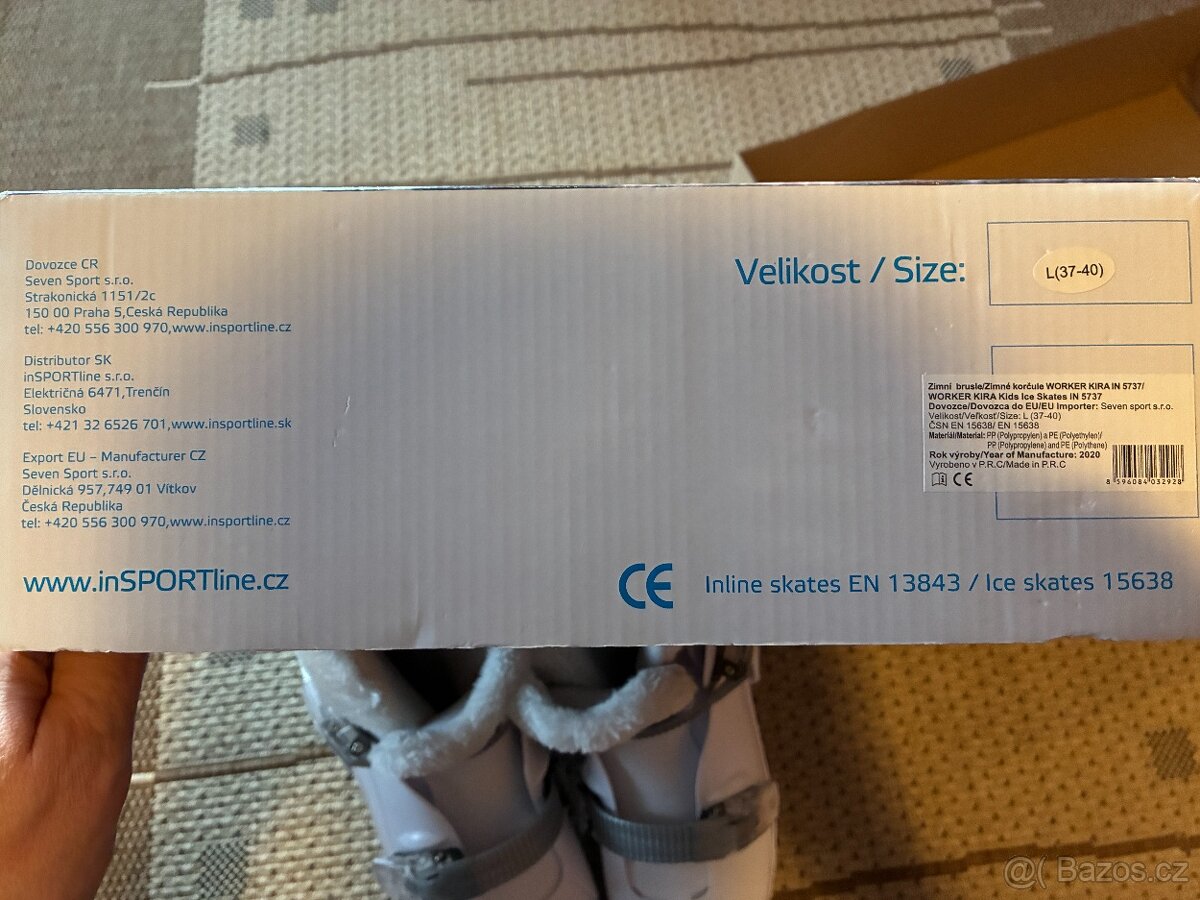 Dovozce CR
Seven Sport s.r.o.
Strakonická 1151/2c
150 00 Praha 5,Česká Republika
tel: +420 556 300 970,www.insportline.cz
Distributor SK
inSPORTline s.r.o.
Električná 6471,Trenčín
Slovensko
tel: +421 32 6526 701,www.insportline.sk
Export EU – Manufacturer CZ
Seven Sport s.r.o.
Dělnická 957,749 01 Vítkov
Česká Republika
tel: +420 556 300 970,www.insportline.cz
www.inSPORTline.cz
Velikost / Size:
L(37-40)
Zimní brusle/Zimné korčule WORKER KIRA IN 5737/
WORKER KIRA Kids Ice Skates IN 5737
Dovozce/Dovozca do EU/EU Importer: Seven sport s.r.o.
Velikost/Veľkosť/Size: L (37-40)
ČSN EN 15638/ EN 15638
Materiál/Material: PP (Polypropylen) a PE (Polyethylen)/
PP (Polypropylene) and PE (Polythene)
Rok výroby/Year of Manufacture: 2020
Vyrobeno v P.R.C/Made in P.R.C
CE
8 596084 032928
CE Inline skates EN 13843 / Ice skates 15638
@( Bazos.cz